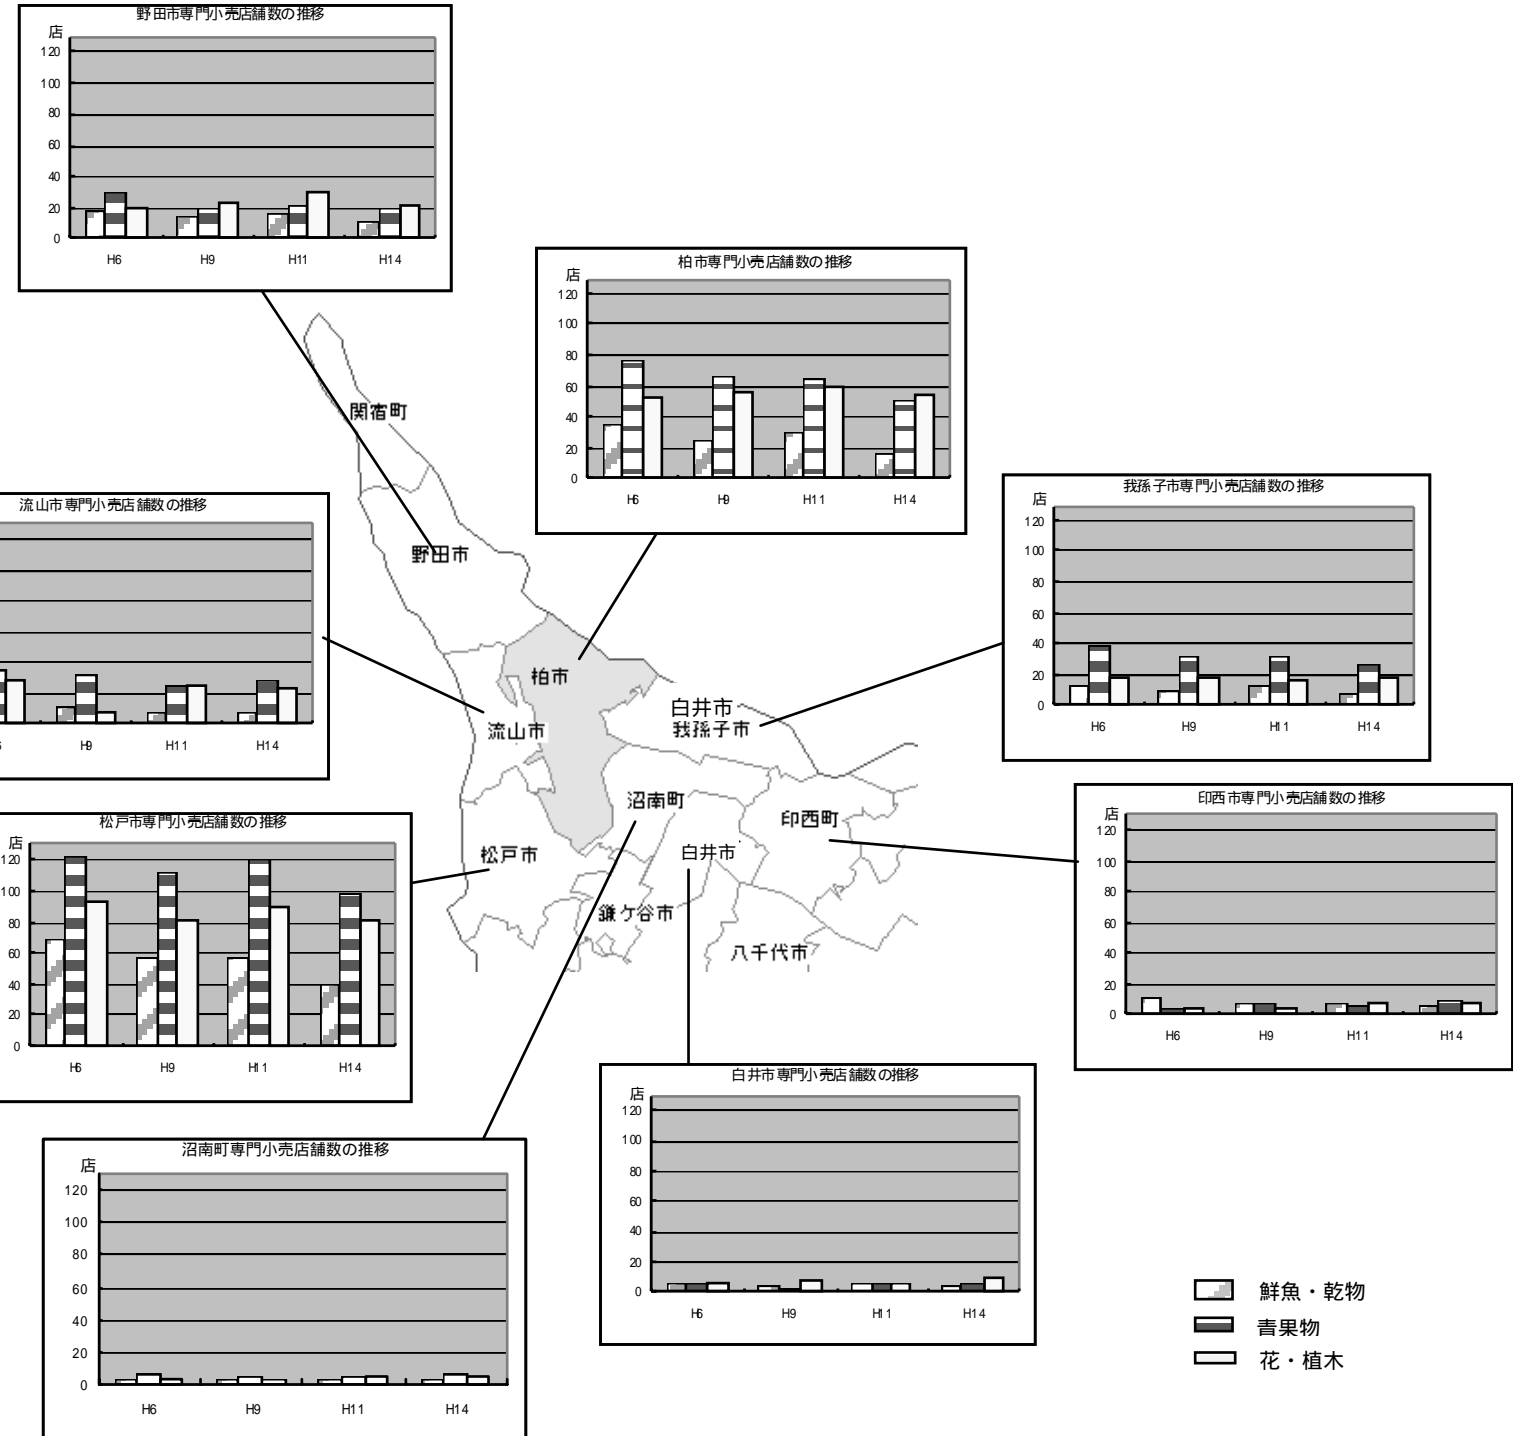 野田市専門小売店舗数の推移
店
120
100
80
60
40
20
0
H6 H9 H11 H14
柏市専門小売店舗数の推移
店
120
100
80
60
40
20
0
H6 H9 H11 H14
関宿町
野田市
柏市
流山市
白井市
我孫子市
沼南町
印西町
松戸市
白井市
鎌ケ谷市
八千代市
流山市専門小売店舗数の推移
H9 H11 H14
我孫子市専門小売店舗数の推移
店
120
100
80
60
40
20
0
H6 H9 H11 H14
松戸市専門小売店舗数の推移
店
120
100
80
60
40
20
0
H6 H9 H11 H14
印西市専門小売店舗数の推移
店
120
100
80
60
40
20
0
H6 H9 H11 H14
白井市専門小売店舗数の推移
店
120
100
80
60
40
20
0
H6 H9 H11 H14
沼南町専門小売店舗数の推移
店
120
100
80
60
40
20
0
H6 H9 H11 H14
鮮魚・乾物
青果物
花・植木